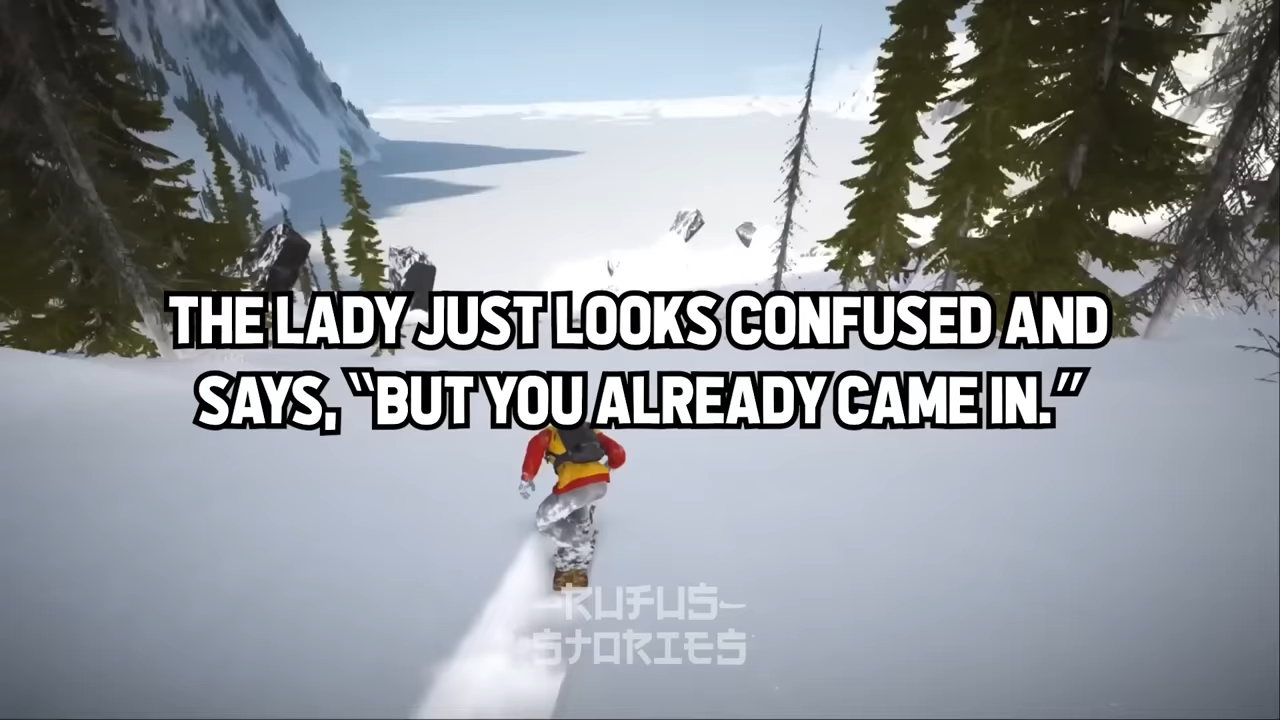 THE LADY JUST LOOKS CONFUSED AND
SAYS, “BUT YOU ALREADY CAME IN.”
RUFUS
STORIES